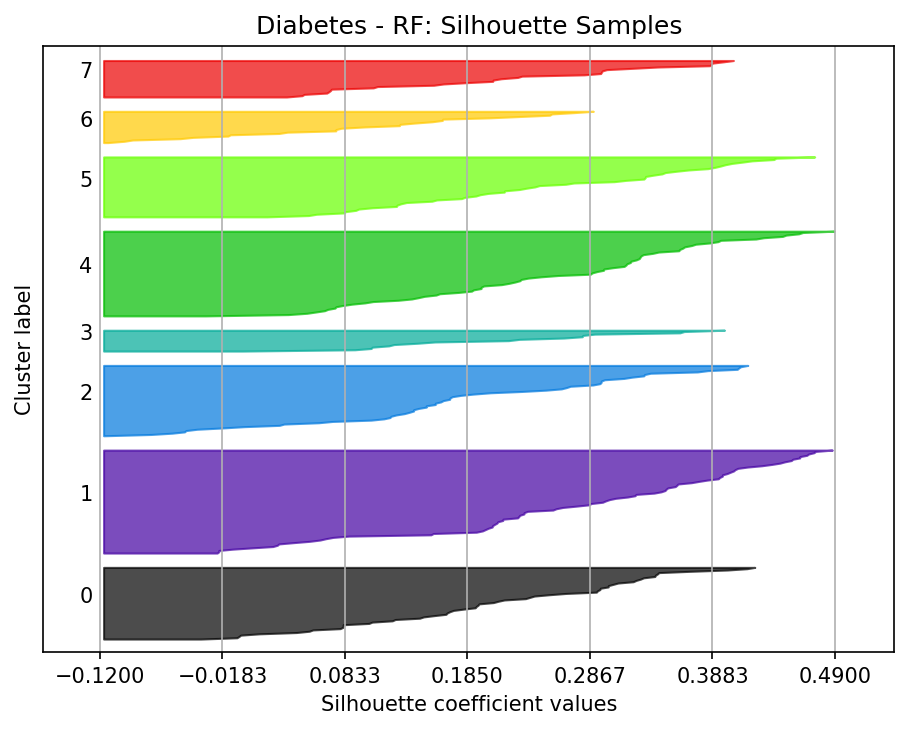 Diabetes - RF: Silhouette Samples
Cluster label
7
6
5
4
3
2
1
0
−0.1200 −0.0183 0.0833 0.1850 0.2867 0.3883 0.4900
Silhouette coefficient values